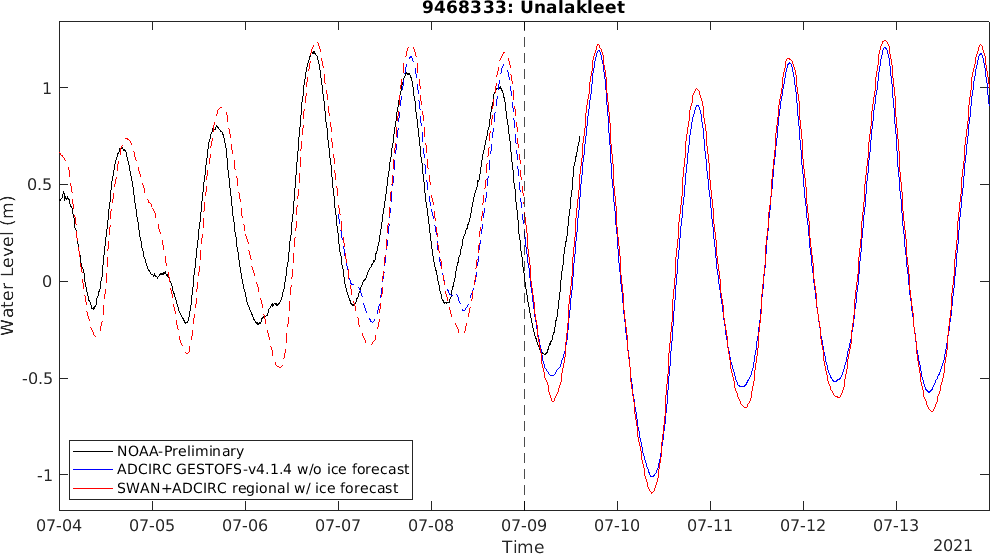 9468333: Unalakleet
Water Level (m)
1
0.5
0
-0.5
-1
NOAA-Preliminary
ADCIRC GESTOFS-v4.1.4 w/o ice forecast
SWAN+ADCIRC regional w/ ice forecast
07-04 07-05 07-06 07-07 07-08 07-09 07-10 07-11 07-12 07-13
Time
2021